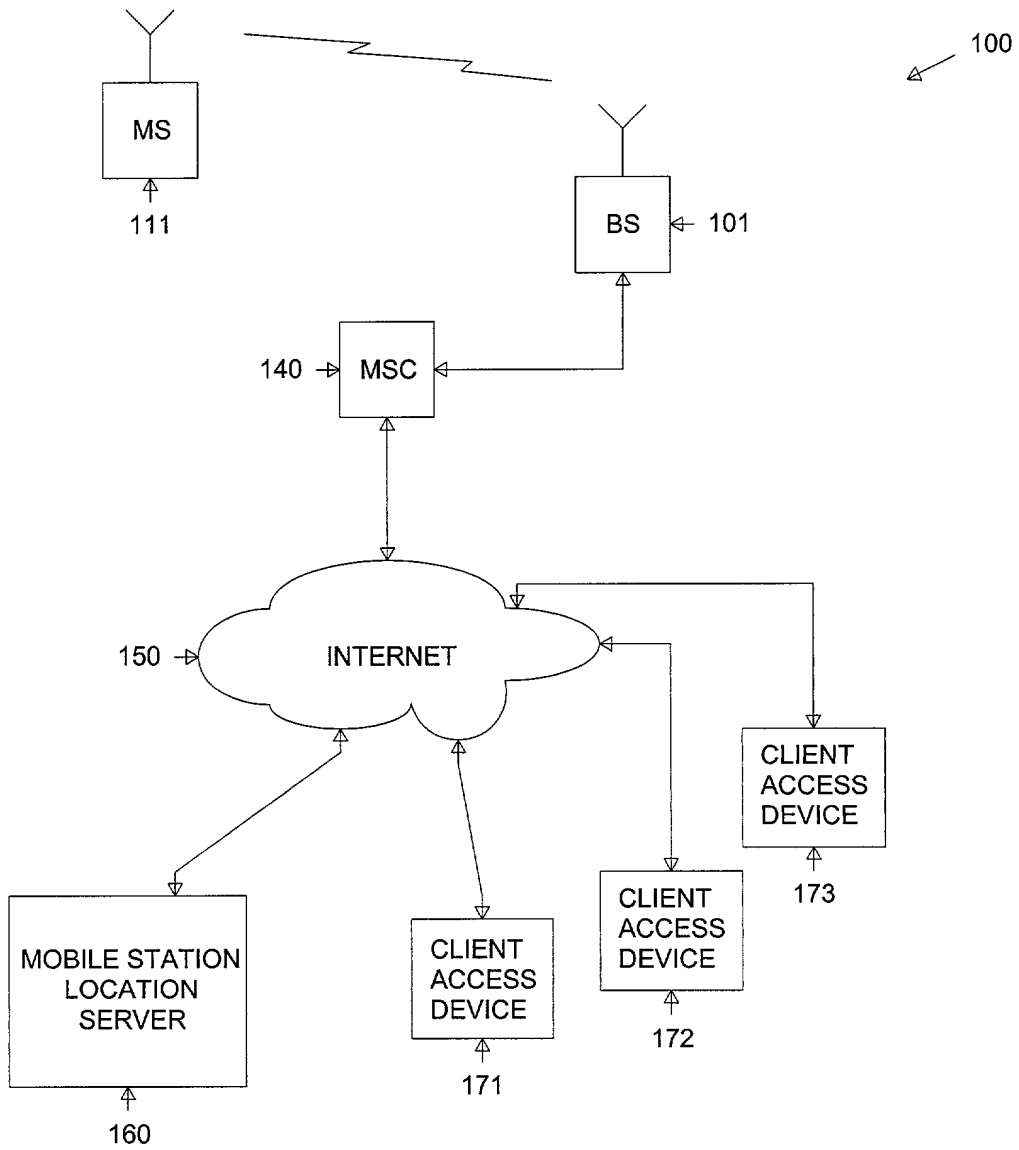 100
MS
111
BS
101
140
MSC
150
INTERNET
CLIENT
ACCESS
DEVICE
173
CLIENT
ACCESS
DEVICE
172
CLIENT
ACCESS
DEVICE
171
MOBILE STATION
LOCATION
SERVER
160